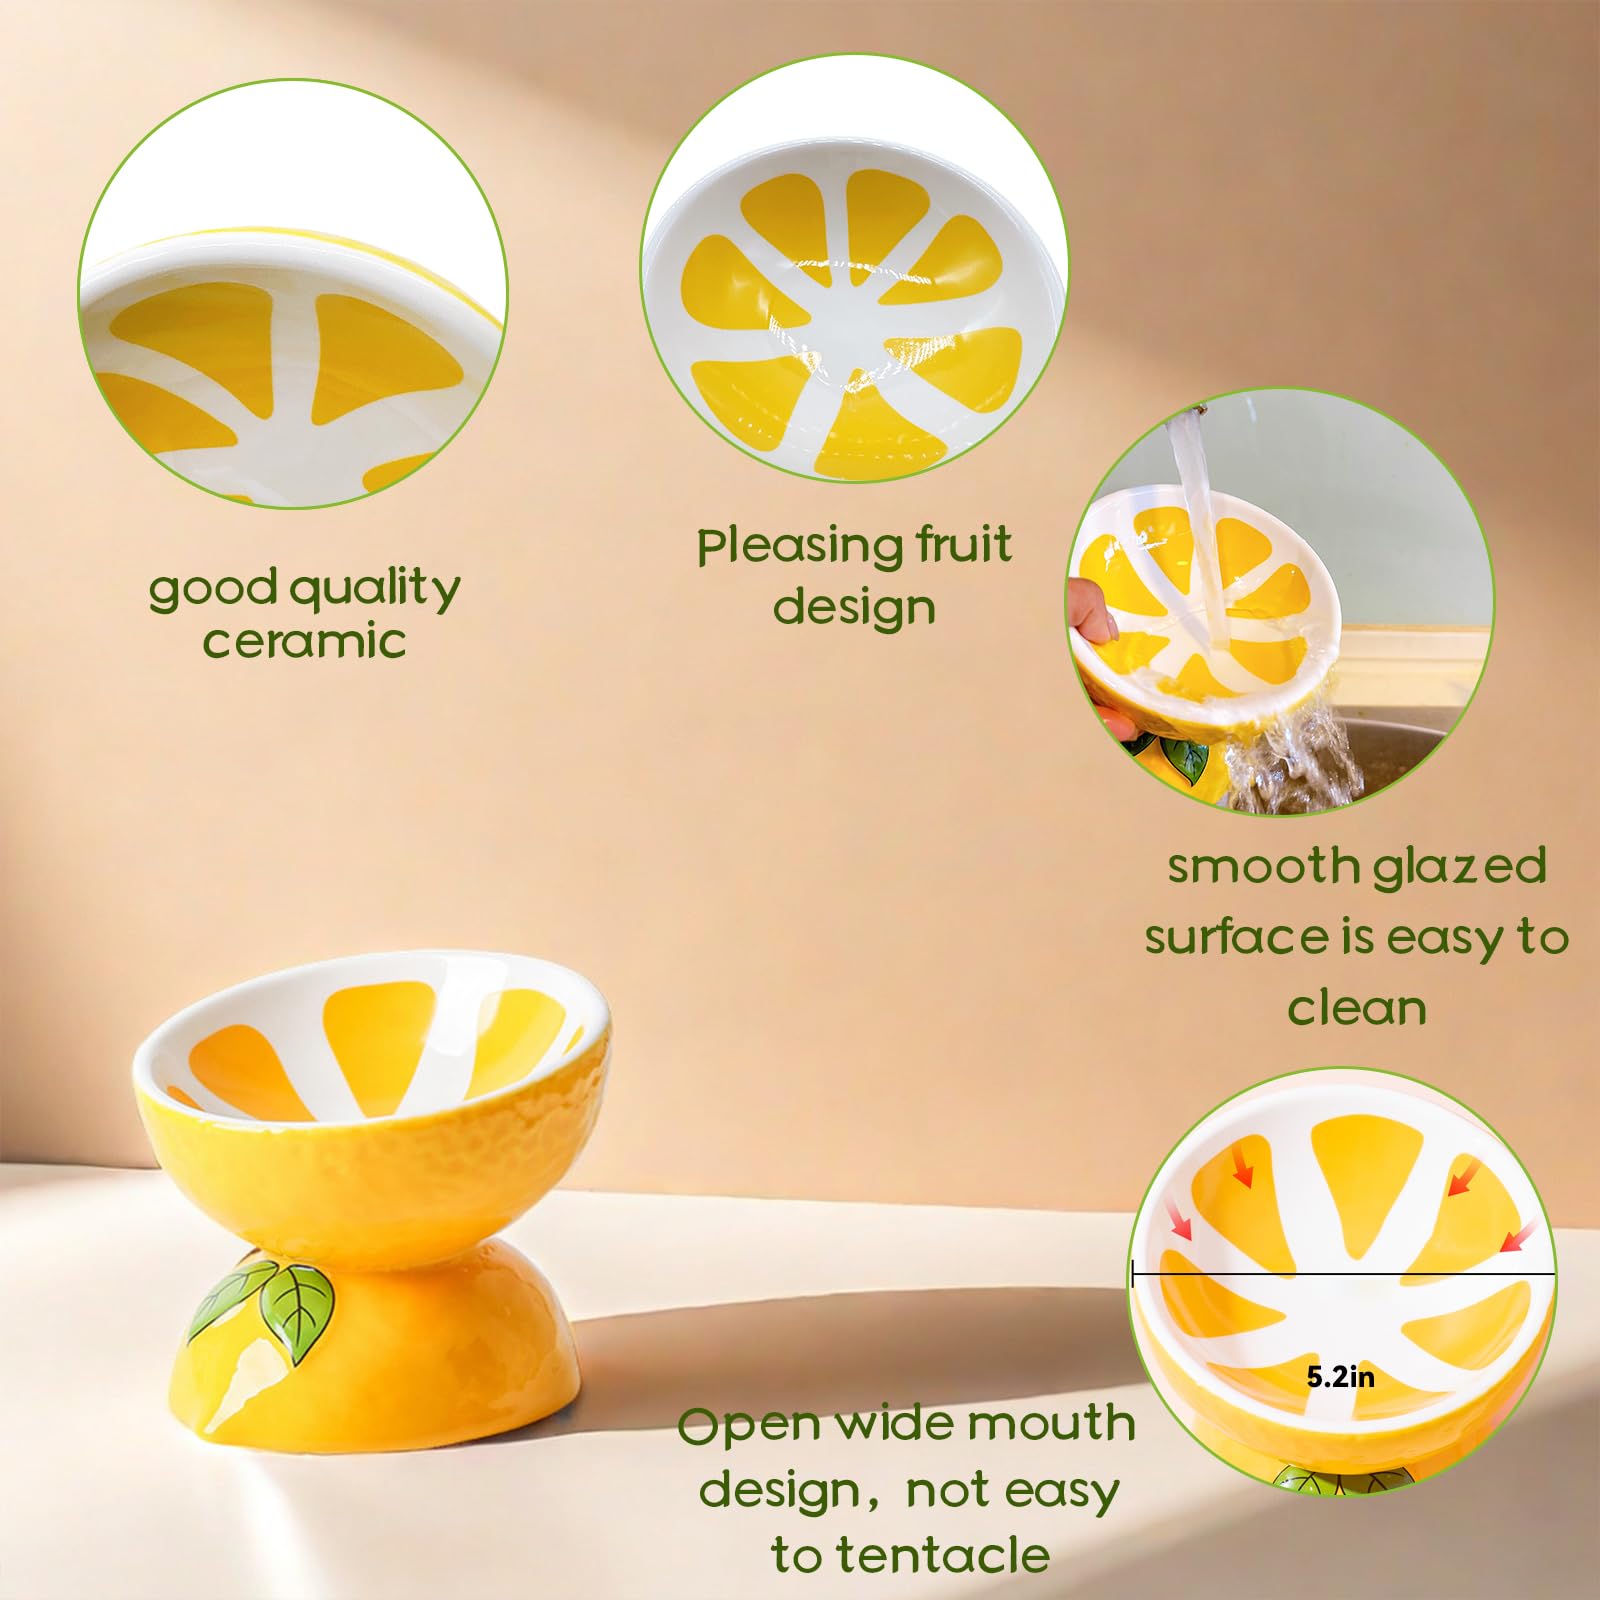 good quality
ceramic
Pleasing fruit
design
smooth glazed
surface is easy to
clean
5.2in
Open wide mouth
design, not easy
to tentacle